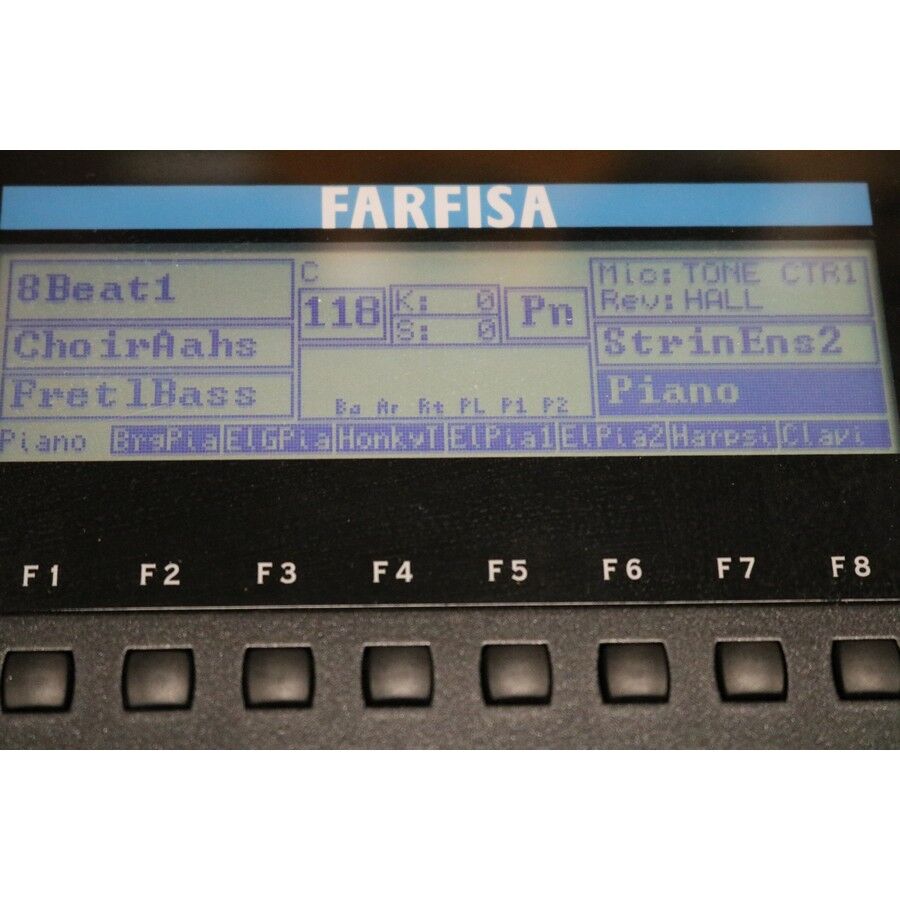 FARFISA
8Beat1
ChoirAahs
Fret1Bass
C
118
K: 0
S: 0
Pn
Mic: TONE CTR1
Rev: HALL
StrinEns2
Piano
Ba Ar Rt PL P1 P2
Piano BrgPia ElGPia HonkyT ElPia1 ElPia2 Harpsi Clavi
F1 F2 F3 F4 F5 F6 F7 F8